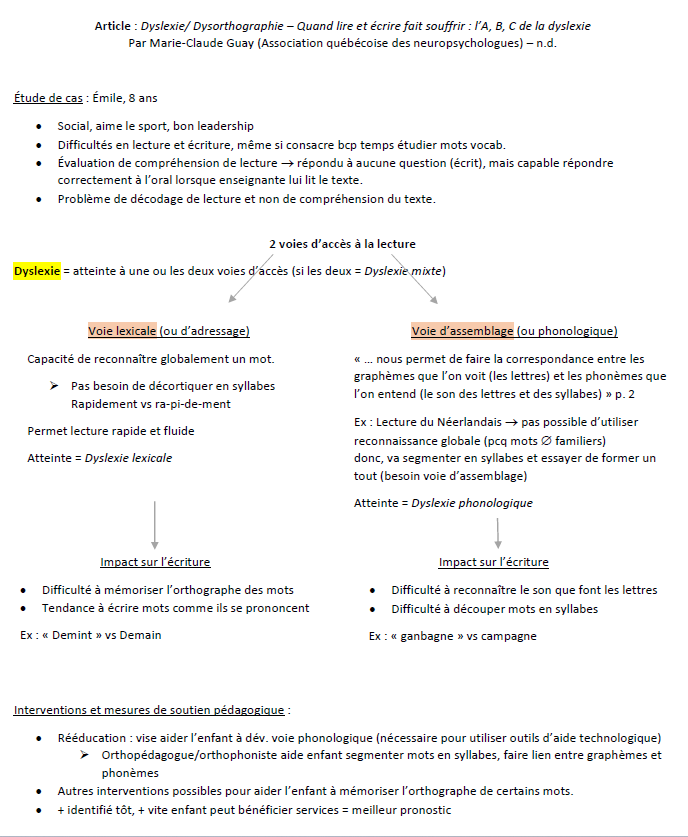 Article : Dyslexie/ Dysorthographie – Quand lire et écrire fait souffrir : l’A, B, C de la dyslexie
Par Marie-Claude Guay (Association québécoise des neuropsychologues) – n.d.
Étude de cas : Émile, 8 ans
• Social, aime le sport, bon leadership
• Difficultés en lecture et écriture, même si consacre bcp temps étudier mots vocab.
• Évaluation de compréhension de lecture → répondu à aucune question (écrit), mais capable répondre
correctement à l’oral lorsque enseignante lui lit le texte.
• Problème de décodage de lecture et non de compréhension du texte.
2 voies d’accès à la lecture
Dyslexie = atteinte à une ou les deux voies d’accès (si les deux = Dyslexie mixte)
Voie lexicale (ou d’adressage)
Capacité de reconnaître globalement un mot.
➢ Pas besoin de décortiquer en syllabes
Rapidement vs ra-pi-de-ment
Permet lecture rapide et fluide
Atteinte = Dyslexie lexicale
Impact sur l’écriture
• Difficulté à mémoriser l’orthographe des mots
• Tendance à écrire mots comme ils se prononcent
Ex : « Demint » vs Demain
Voie d’assemblage (ou phonologique)
« … nous permet de faire la correspondance entre les
graphèmes que l’on voit (les lettres) et les phonèmes que
l’on entend (le son des lettres et des syllabes) » p. 2
Ex : Lecture du Néerlandais → pas possible d’utiliser
reconnaissance globale (pcq mots ∅ familiers)
donc, va segmenter en syllabes et essayer de former un
tout (besoin voie d’assemblage)
Atteinte = Dyslexie phonologique
Impact sur l’écriture
• Difficulté à reconnaître le son que font les lettres
• Difficulté à découper mots en syllabes
Ex : « ganbagne » vs campagne
Interventions et mesures de soutien pédagogique :
• Rééducation : vise aider l’enfant à dév. voie phonologique (nécessaire pour utiliser outils d’aide technologique)
➢ Orthopédagogue/orthophoniste aide enfant segmenter mots en syllabes, faire lien entre graphèmes et
phonèmes
• Autres interventions possibles pour aider l’enfant à mémoriser l’orthographe de certains mots.
• + identifié tôt, + vite enfant peut bénéficier services = meilleur pronostic